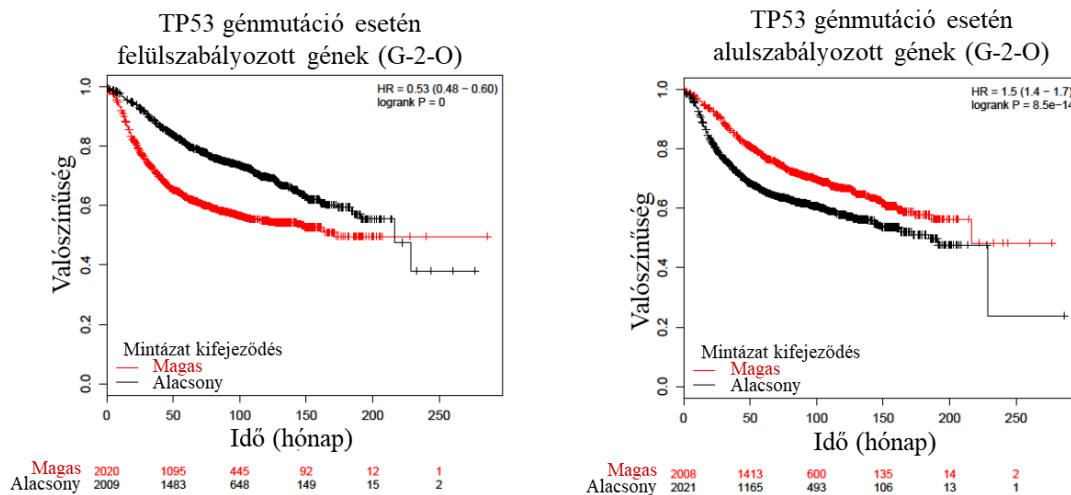 TP53 génmutáció esetén
felülszabályozott gének (G-2-O)
HR = 0.53 (0.48 − 0.60)
logrank P = 0
Valószínűség
1.0
0.8
0.6
0.4
0.2
0.0
Mintázat kifejeződés
Magas
Alacsony
0 50 100 150 200 250
Idő (hónap)
Magas 2020 1095 445 92 12 1
Alacsony 2009 1483 648 149 15 2
TP53 génmutáció esetén
alulszabályozott gének (G-2-O)
HR = 1.5 (1.4 − 1.7)
logrank P = 8.5e−14
Valószínűség
1.0
0.8
0.6
0.4
0.2
0.0
Mintázat kifejeződés
Magas
Alacsony
0 50 100 150 200 250
Idő (hónap)
Magas 2008 1413 600 135 14 2
Alacsony 2021 1165 493 106 13 1